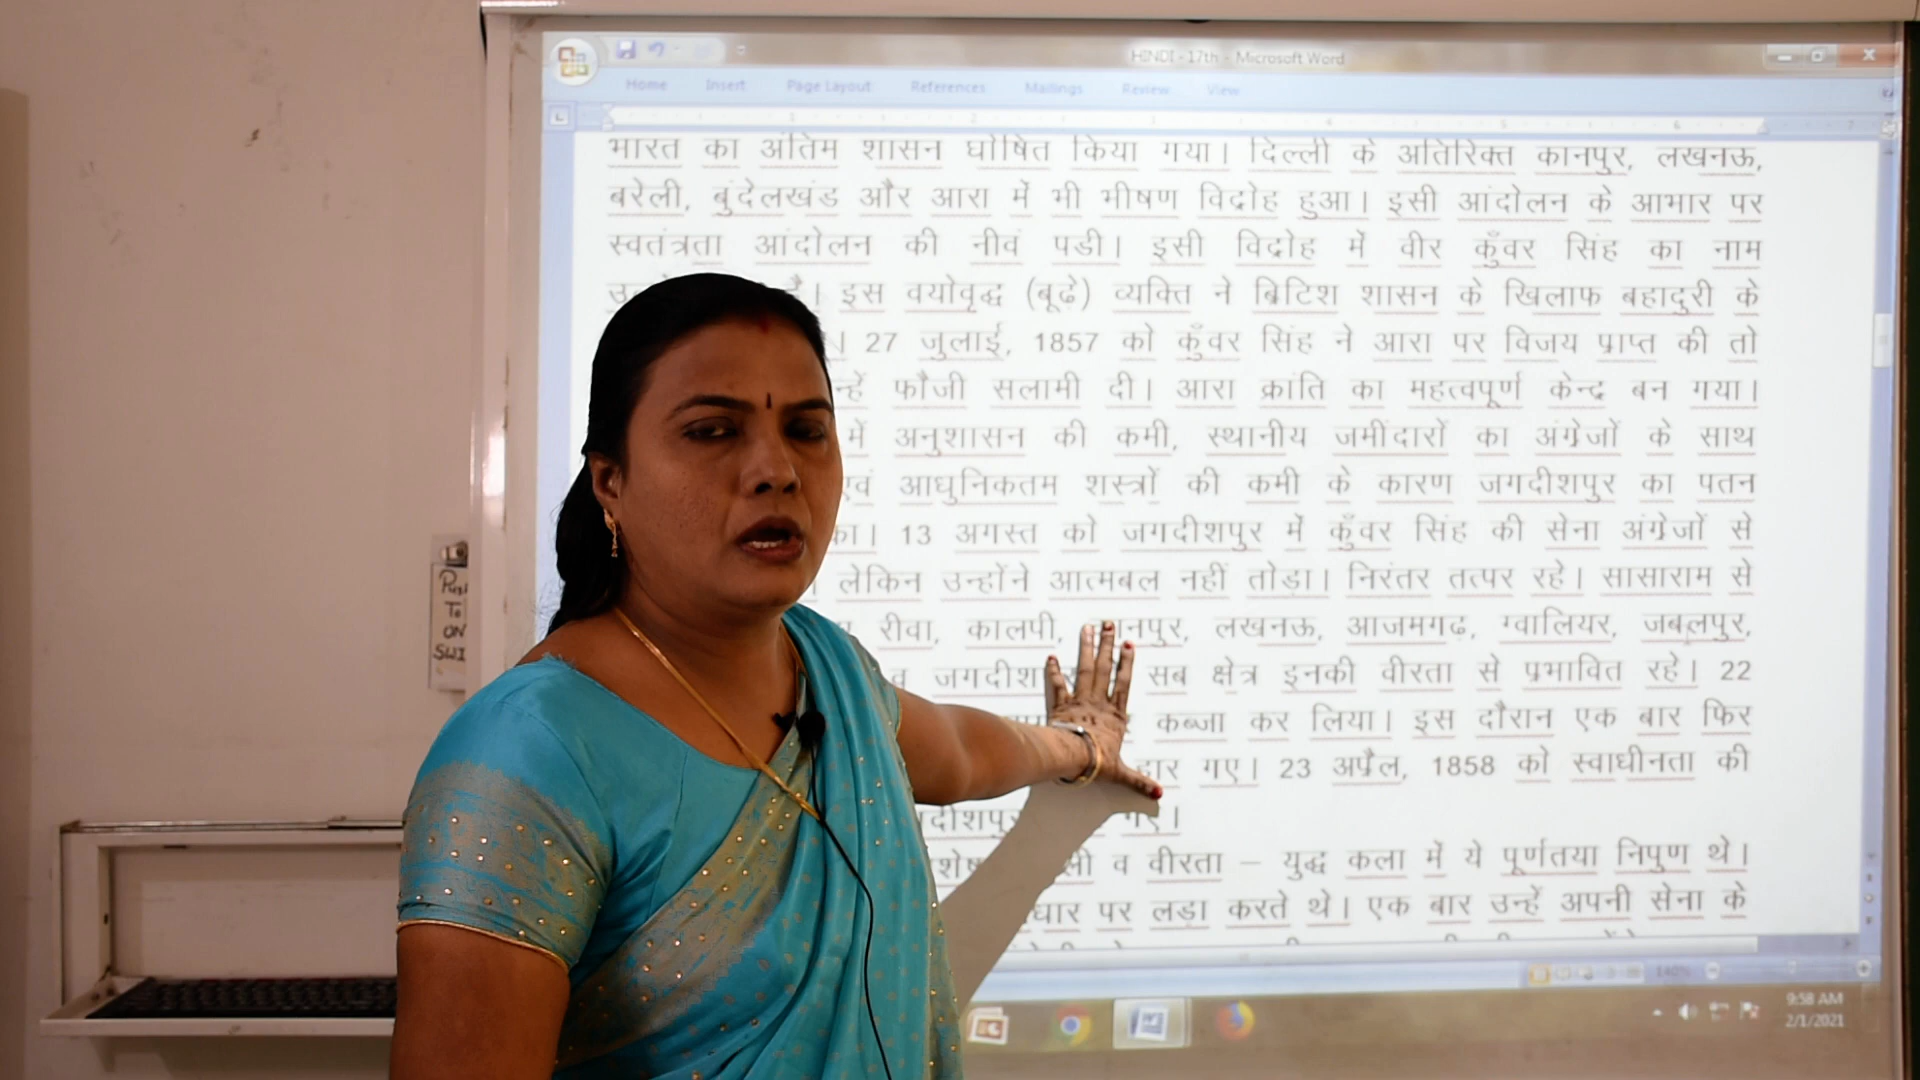 HINDI - 17th - Microsoft Word
Home Insert Page Layout References Mailings Review View
भारत का अंतिम शासन घोषित किया गया। दिल्ली के अतिरिक्त कानपुर, लखनऊ,
बरेली, बुंदेलखंड और आरा में भी भीषण विद्रोह हुआ। इसी आंदोलन के आभार पर
स्वतंत्रता आंदोलन की नीव पडी। इसी विद्रोह में वीर कुँवर सिंह का नाम
है। इस वयोवृद्ध (बूढे) व्यक्ति ने ब्रिटिश शासन के खिलाफ बहादुरी के
। 27 जुलाई, 1857 को कुँवर सिंह ने आरा पर विजय प्राप्त की तो
फौजी सलामी दी। आरा क्रांति का महत्वपूर्ण केन्द्र बन गया।
में अनुशासन की कमी, स्थानीय जमींदारों का अंग्रेजों के साथ
आधुनिकतम शस्त्रों की कमी के कारण जगदीशपुर का पतन
13 अगस्त को जगदीशपुर में कुँवर सिंह की सेना अंग्रेजों से
। लेकिन उन्होंने आत्मबल नहीं तोडा। निरंतर तत्पर रहे। सासाराम से
रीवा, कालपी, लखनऊ, आजमगढ, ग्वालियर, जबलपुर,
सब क्षेत्र इनकी वीरता से प्रभावित रहे। 22
कब्जा कर लिया। इस दौरान एक बार फिर
गए। 23 अप्रैल, 1858 को स्वाधीनता की
गए।
व वीरता – युद्ध कला में ये पूर्णतया निपुण थे।
पर लडा करते थे। एक बार उन्हें अपनी सेना के
140%
9:58 AM
2/1/2021
To
ON